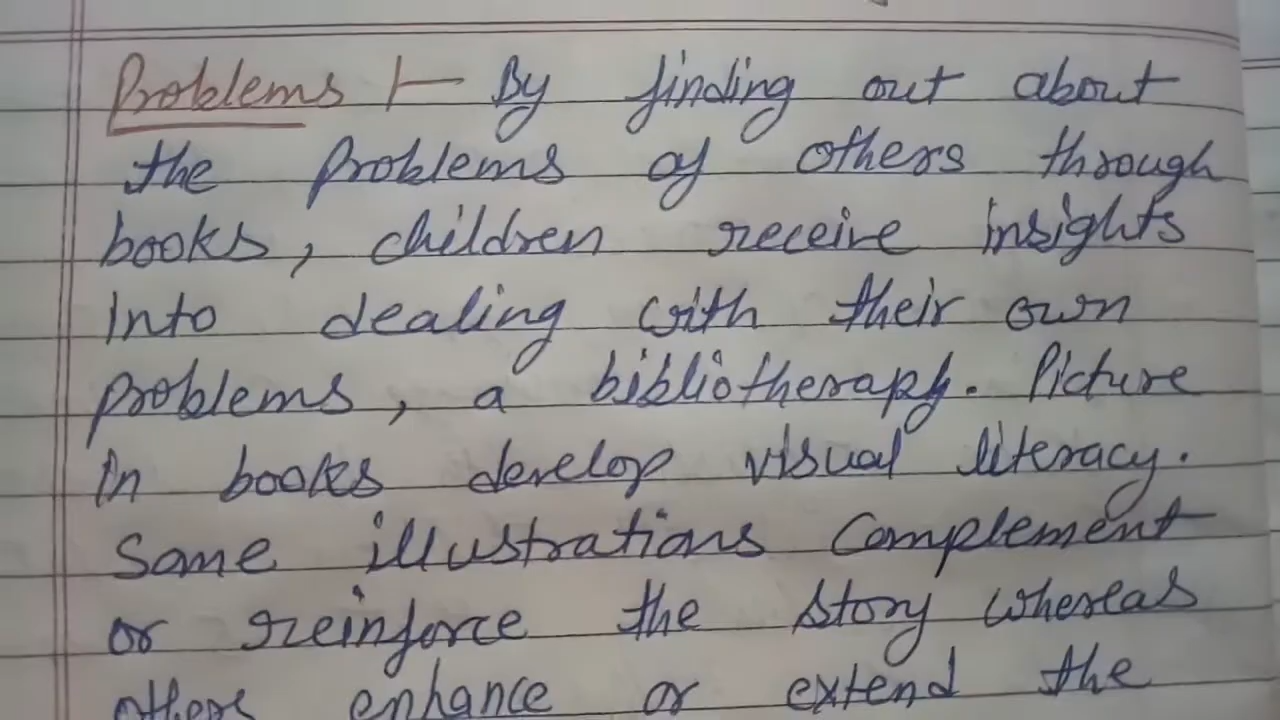 Problems :- By finding out about
the Problems of others through
books, children receive insights
into dealing with their own
problems, a bibliotherapy. Picture
in books develop visual literacy.
Some illustrations Complement
or reinforce the story whereas
others enhance or extend the